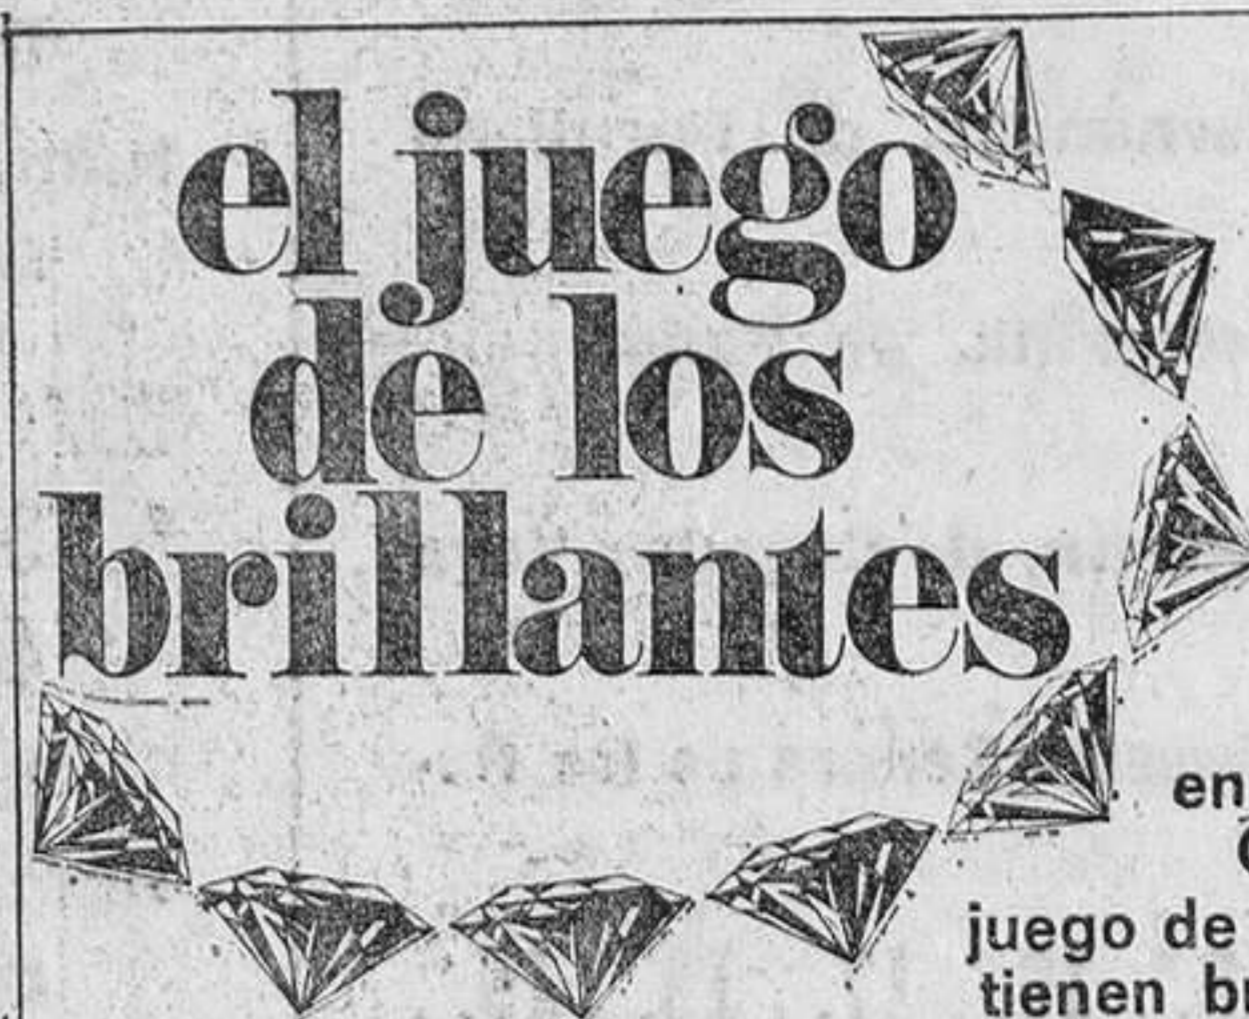 el juego
de los
brillantes
en
juego de
tienen